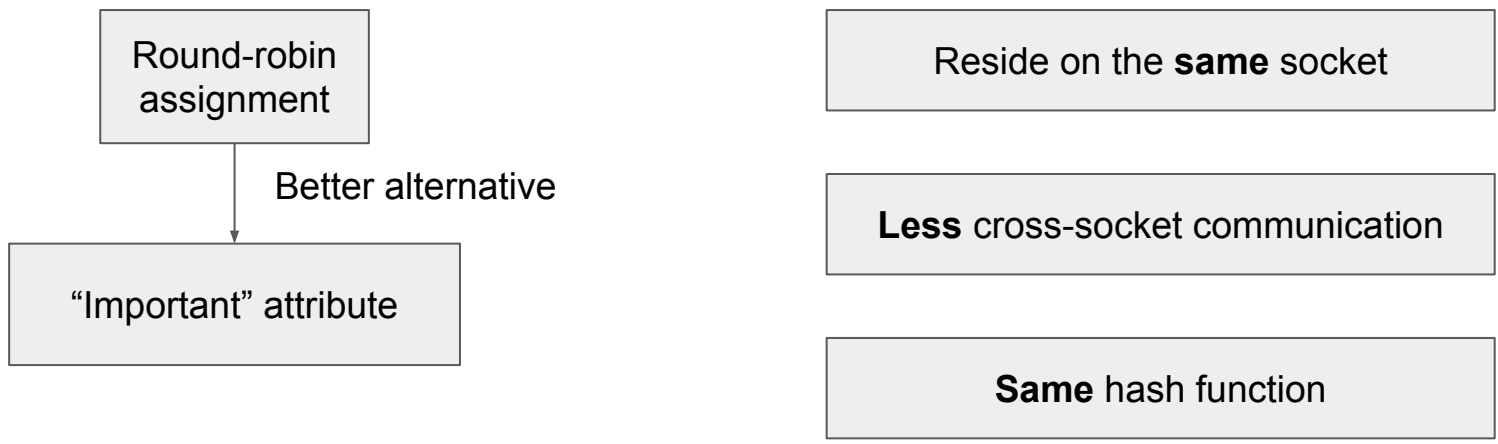 Round-robin
assignment
Better alternative
“Important” attribute
Reside on the same socket
Less cross-socket communication
Same hash function